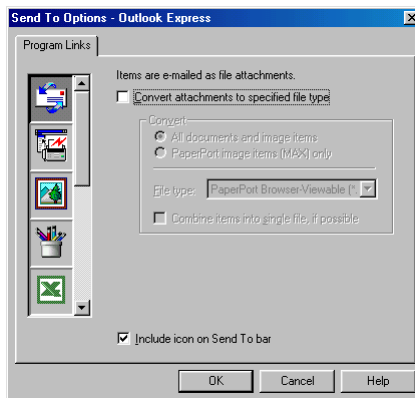 Send To Options - Outlook Express
Program Links
Items are e-mailed as file attachments.
Convert attachments to specified file type
Convert
All documents and image items
PaperPort image items (MAX) only
File type: PaperPort Browser-Viewable (*.
Combine items into single file, if possible
Include icon on Send To bar
OK Cancel Help